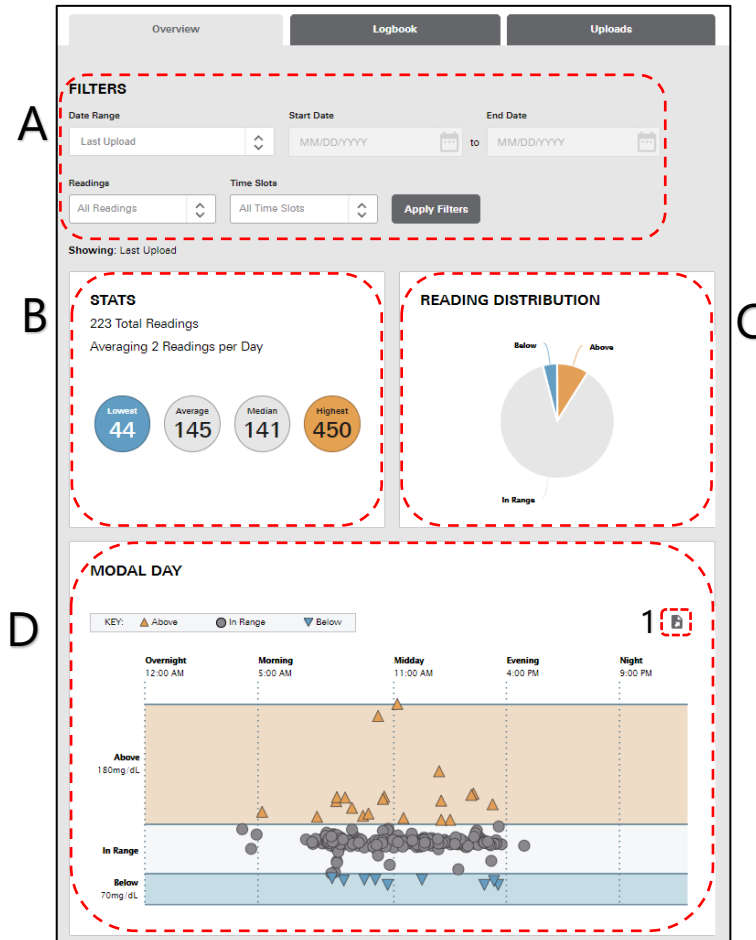 Overview Logbook Uploads
FILTERS
A
Date Range Start Date End Date
Last Upload MM/DD/YYYY to MM/DD/YYYY
Readings Time Slots
All Readings All Time Slots Apply Filters
Showing: Last Upload
B STATS READING DISTRIBUTION C
223 Total Readings
Averaging 2 Readings per Day
Below Above
Lowest Average Median Highest
44 145 141 450
In Range
MODAL DAY
D
KEY: Above In Range Below 1
Overnight Morning Midday Evening Night
12:00 AM 5:00 AM 11:00 AM 4:00 PM 9:00 PM
Above
180mg/dL
In Range
Below
70mg/dL